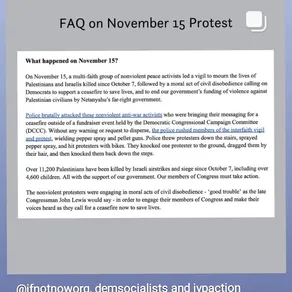 FAQ on November 15 Protest
What happened on November 15?
On November 15, a multi-faith group of nonviolent peace activists led a vigil to mourn the lives of
Palestinians and Israelis killed since October 7, followed by a moral act of civil disobedience calling on
Democrats to support a ceasefire to save lives, and to end our government's funding of violence against
Palestinian civilians by Netanyahu's far-right government.
Police brutally attacked these nonviolent anti-war activists who were bringing their messaging for a
ceasefire outside of a fundraiser event held by the Democratic Congressional Campaign Committee
(DCCC). Without any warning or request to disperse, the police rushed members of the interfaith vigil
and protest, wielding pepper spray and pellet guns. Police threw protesters down the stairs, sprayed
pepper spray, and hit protesters with bikes. They knocked one protester to the ground, dragged them by
their hair, and then knocked them back down the steps.
Over 11,200 Palestinians have been killed by Israeli airstrikes and siege since October 7, including over
4,600 children. All with the support of our government. Our members of Congress must take action.
The nonviolent protesters were engaging in moral acts of civil disobedience - 'good trouble' as the late
Congressman John Lewis would say - in order to engage their members of Congress and make their
voices heard as they call for a ceasefire now to save lives.
@ifnotnoworg, demsocialists and jvpaction